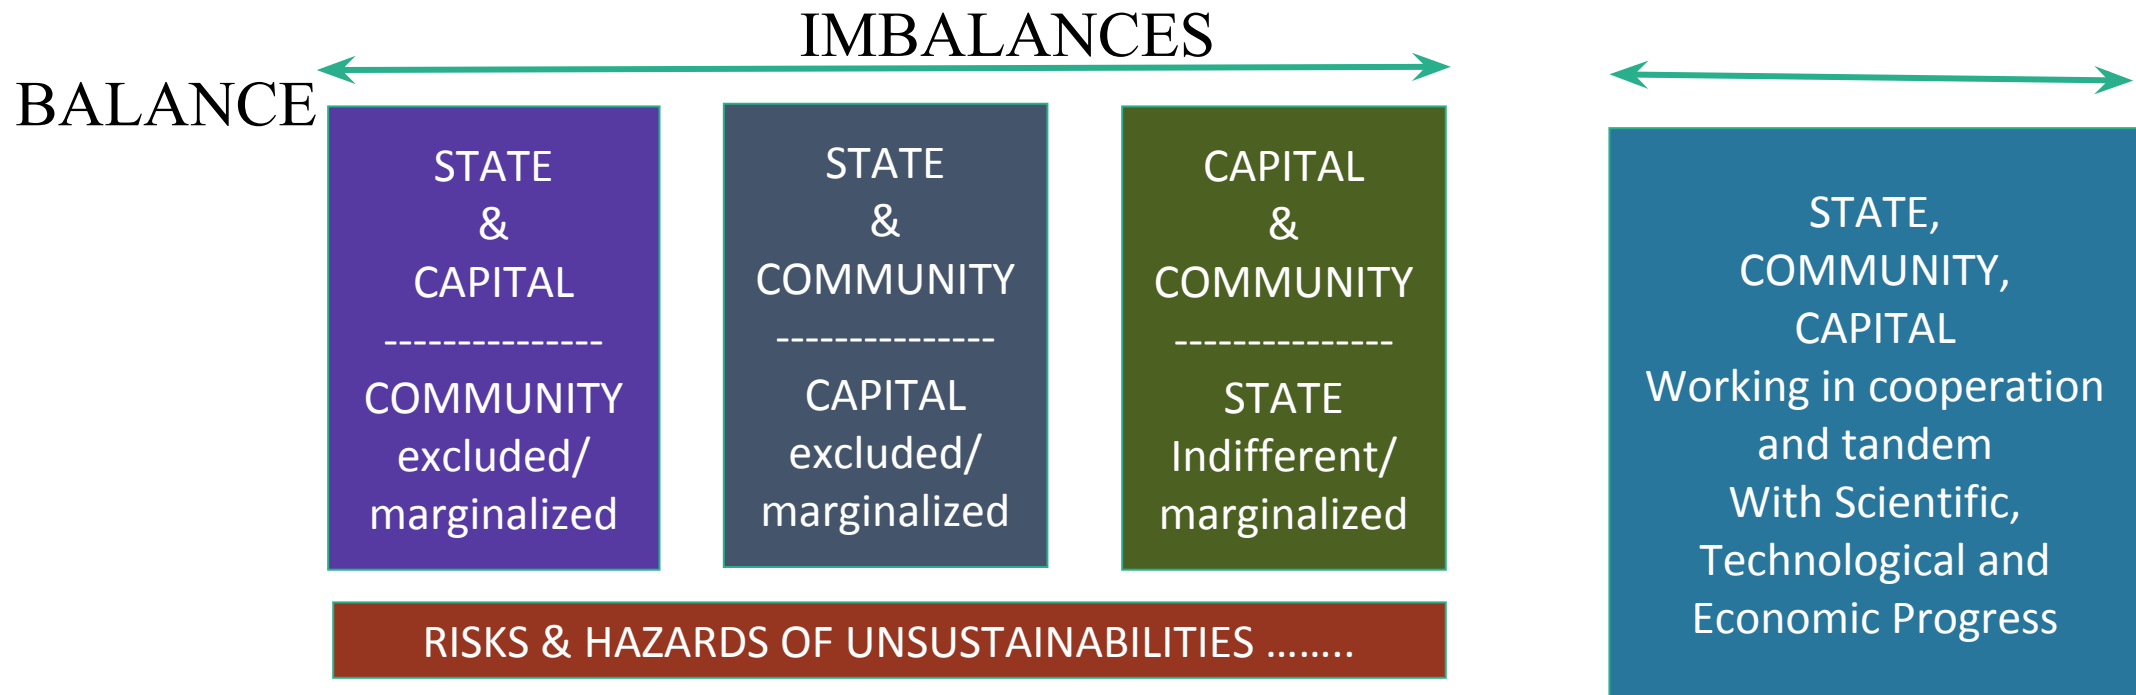 IMBALANCES
BALANCE
STATE
&
CAPITAL
---------------
COMMUNITY
excluded/
marginalized
STATE
&
COMMUNITY
---------------
CAPITAL
excluded/
marginalized
CAPITAL
&
COMMUNITY
---------------
STATE
Indifferent/
marginalized
RISKS & HAZARDS OF UNSUSTAINABILITIES ……..
STATE,
COMMUNITY,
CAPITAL
Working in cooperation
and tandem
With Scientific,
Technological and
Economic Progress